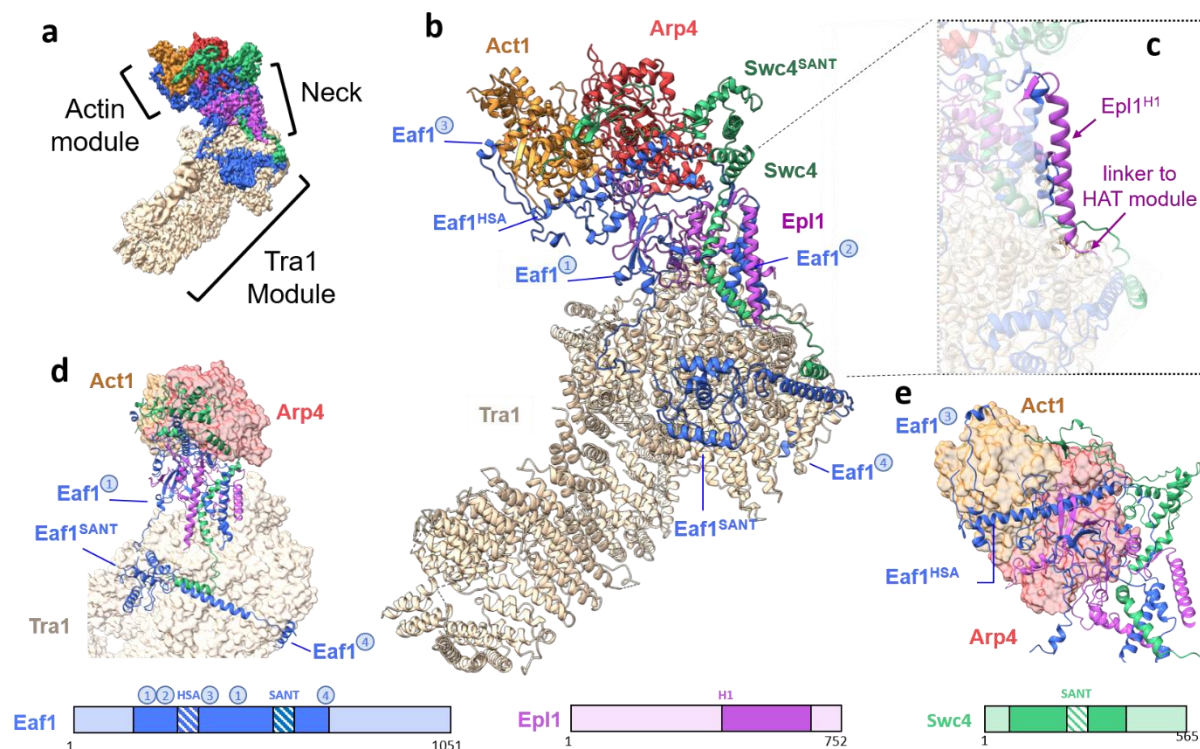 a
Actin
module
Neck
Tra1
Module
b
Act1
Arp4
Swc4SANT
Eaf1③
Swc4
Eaf1HSA
Epl1
Eaf1①
Eaf1②
Tra1
Eaf1④
Eaf1SANT
c
Epl1H1
linker to
HAT module
d
Act1
Arp4
Eaf1①
Eaf1SANT
Tra1
Eaf1④
e
Act1
Eaf1③
Eaf1HSA
Arp4
① ② HSA ③ ① SANT ④
Eaf1
1 1051
H1
Epl1
1 752
SANT
Swc4
1 565